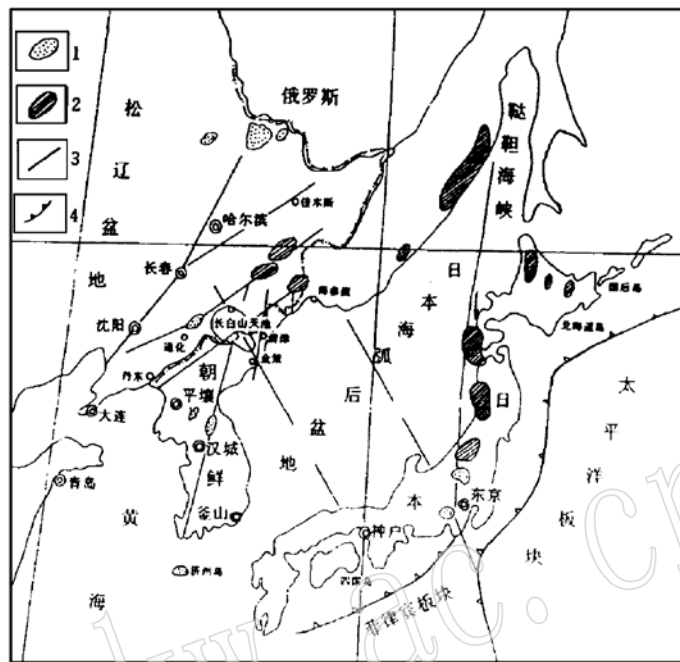 1
2
3
4
俄罗斯
松
辽
盆
地
鞑
靼
海
峡
佳木斯
哈尔滨
长春
沈阳
通化
长白山天池
丹东
大连
朝
鲜
平壤
汉城
釜山
青岛
黄
海
济州岛
日
本
海
弧
后
盆
地
国后岛
北海道岛
日
本
东京
神户
四国岛
太
平
洋
板
块
菲律宾板块